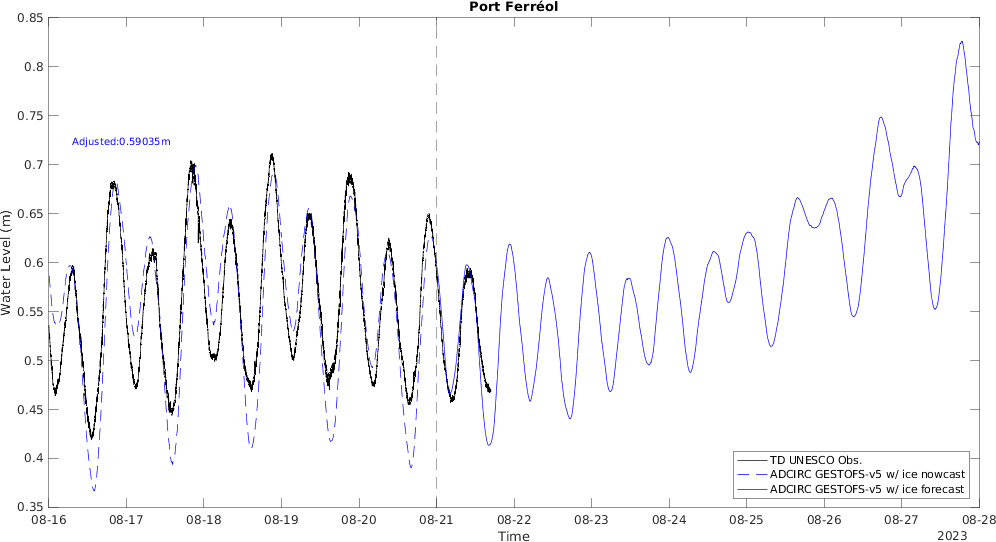 Port Ferréol
0.85
0.8
0.75
0.7
0.65
0.6
0.55
0.5
0.45
0.4
0.35
Water Level (m)
Adjusted:0.59035m
TD UNESCO Obs.
ADCIRC GESTOFS-v5 w/ ice nowcast
ADCIRC GESTOFS-v5 w/ ice forecast
08-16 08-17 08-18 08-19 08-20 08-21 08-22 08-23 08-24 08-25 08-26 08-27 08-28
Time
2023